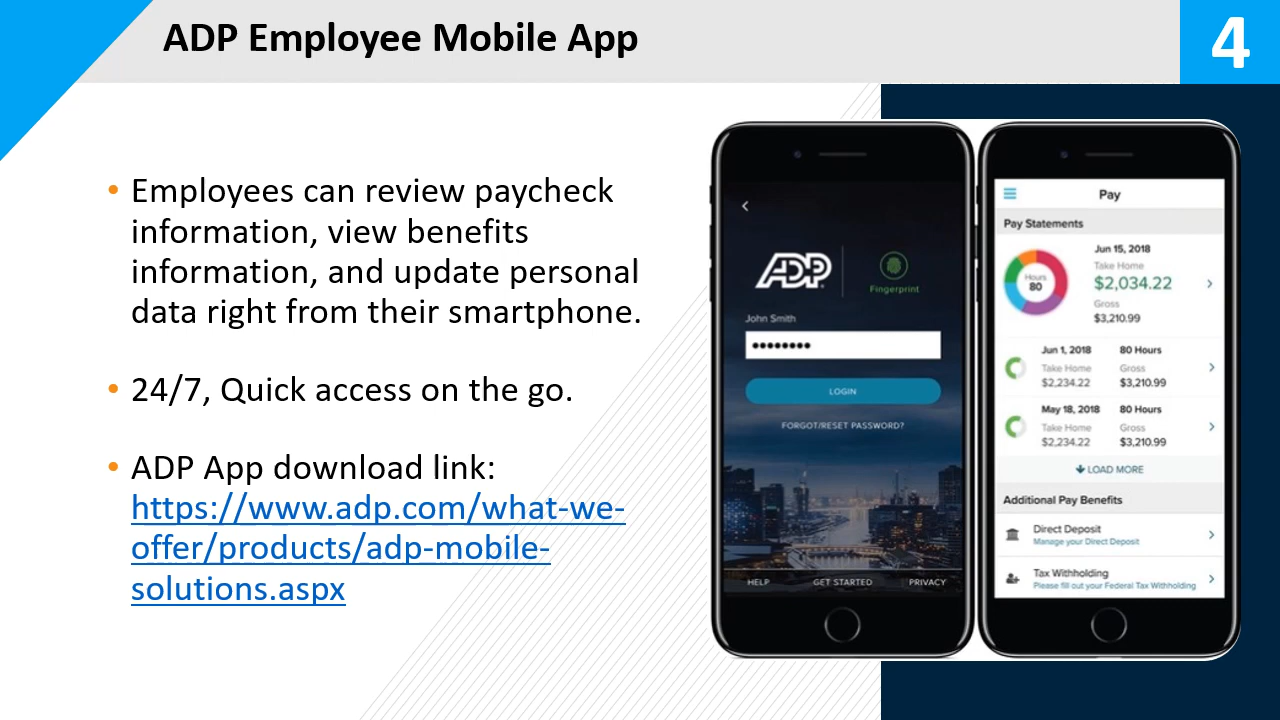 ADP Employee Mobile App
4
• Employees can review paycheck
information, view benefits
information, and update personal
data right from their smartphone.
• 24/7, Quick access on the go.
• ADP App download link:
https://www.adp.com/what-we-
offer/products/adp-mobile-
solutions.aspx
ADP
Fingerprint
John Smith
LOGIN
FORGOT/RESET PASSWORD?
HELP GET STARTED PRIVACY
Pay
Pay Statements
Hours
80
Jun 15, 2018
Take Home
$2,034.22
Gross
$3,210.99
Jun 1, 2018 80 Hours
Take Home Gross
$2,234.22 $3,210.99
May 18, 2018 80 Hours
Take Home Gross
$2,234.22 $3,210.99
LOAD MORE
Additional Pay Benefits
Direct Deposit
Manage your Direct Deposit
Tax Withholding
Please fill out your Federal Tax Withholding